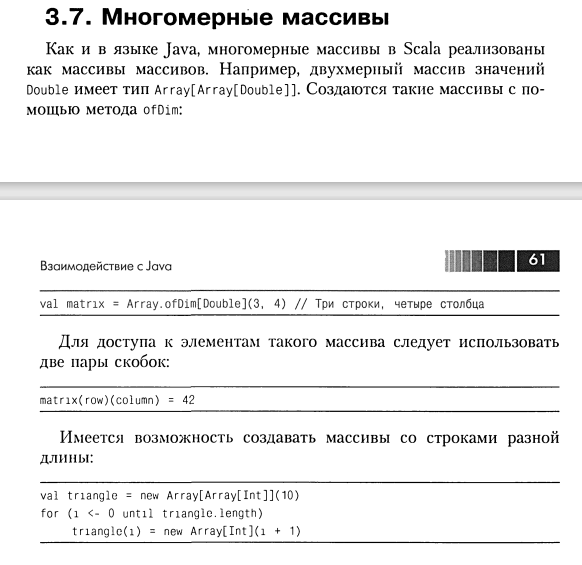 3.7. Многомерные массивы
Как и в языке Java, многомерные массивы в Scala реализованы
как массивы массивов. Например, двухмерный массив значений
Double имеет тип Array[Array[Double]]. Создаются такие массивы с по-
мощью метода ofDim:
Взаимодействие с Java
61
val matrix = Array.ofDim[Double](3, 4) // Три строки, четыре столбца
Для доступа к элементам такого массива следует использовать
две пары скобок:
matrix(row)(column) = 42
Имеется возможность создавать массивы со строками разной
длины:
val triangle = new Array[Array[Int]](10)
for (i <- 0 until triangle.length)
triangle(i) = new Array[Int](i + 1)